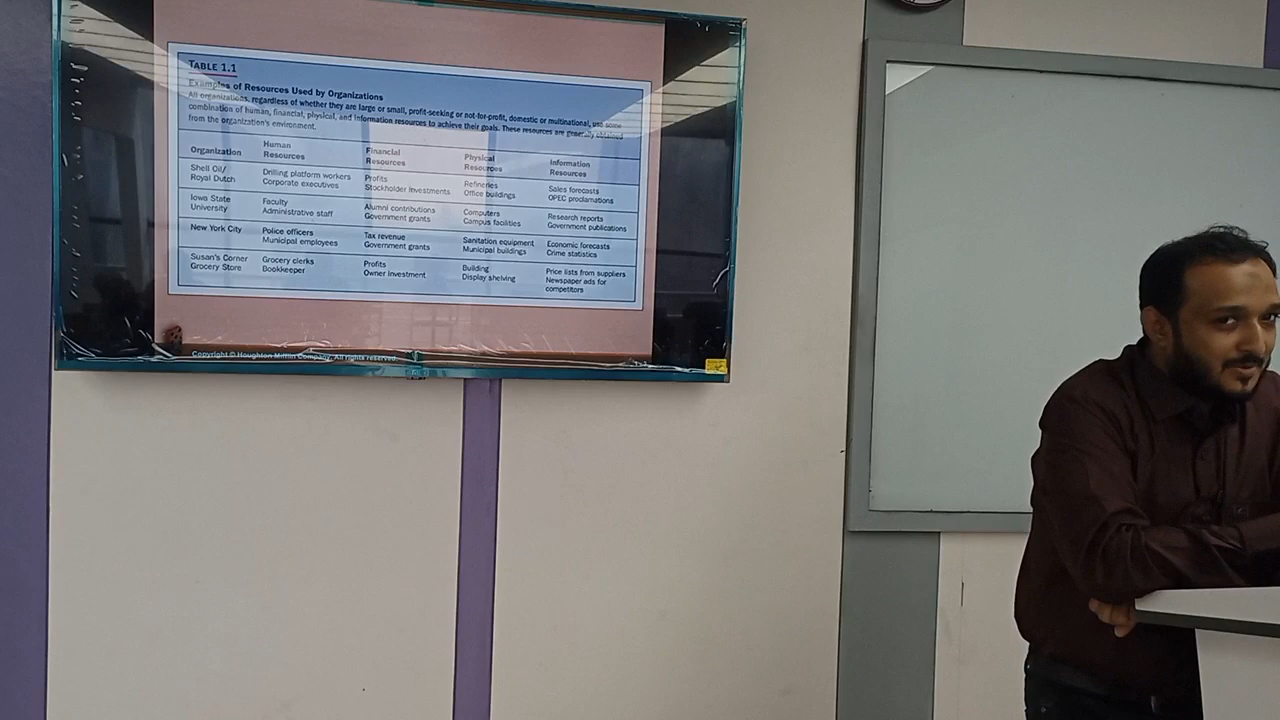 TABLE 1.1
Examples of Resources Used by Organizations
All organizations, regardless of whether they are large or small, profit-seeking or not-for-profit, domestic or multinational, use some
combination of human, financial, physical, and information resources to achieve their goals. These resources are generally obtained
from the organization's environment.
Organization Human Resources Financial Resources Physical Resources Information Resources
Shell Oil/ Drilling platform workers Profits Refineries Sales forecasts
Royal Dutch Corporate executives Stockholder investments Office buildings OPEC proclamations
Iowa State Faculty Alumni contributions Computers Research reports
University Administrative staff Government grants Campus facilities Government publications
New York City Police officers Tax revenue Sanitation equipment Economic forecasts
Municipal employees Government grants Municipal buildings Crime statistics
Susan's Corner Grocery clerks Profits Building Price lists from suppliers
Grocery Store Bookkeeper Owner investment Display shelving Newspaper ads for
competitors
Copyright © Houghton Mifflin Company. All rights reserved.